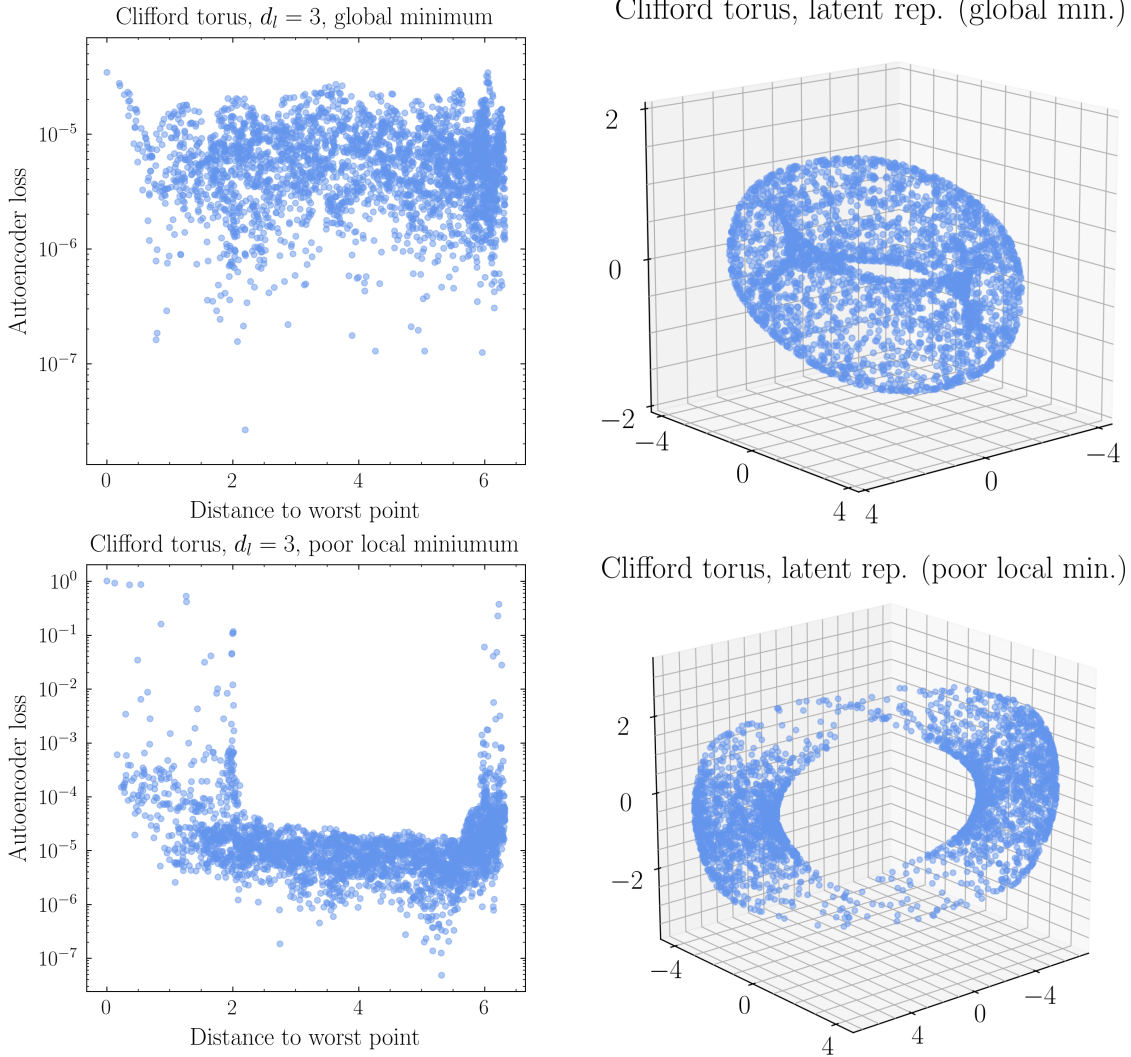 Clifford torus, $d_l = 3$, global minimum
Autoencoder loss
10⁻⁵
10⁻⁶
10⁻⁷
0 2 4 6
Distance to worst point
Clifford torus, latent rep. (global min.)
2
0
−2
−4
0
4
4
0
−4
Clifford torus, $d_l = 3$, poor local miniumum
Autoencoder loss
10⁰
10⁻¹
10⁻²
10⁻³
10⁻⁴
10⁻⁵
10⁻⁶
10⁻⁷
0 2 4 6
Distance to worst point
Clifford torus, latent rep. (poor local min.)
2
0
−2
−4
0
4
4
0
−4